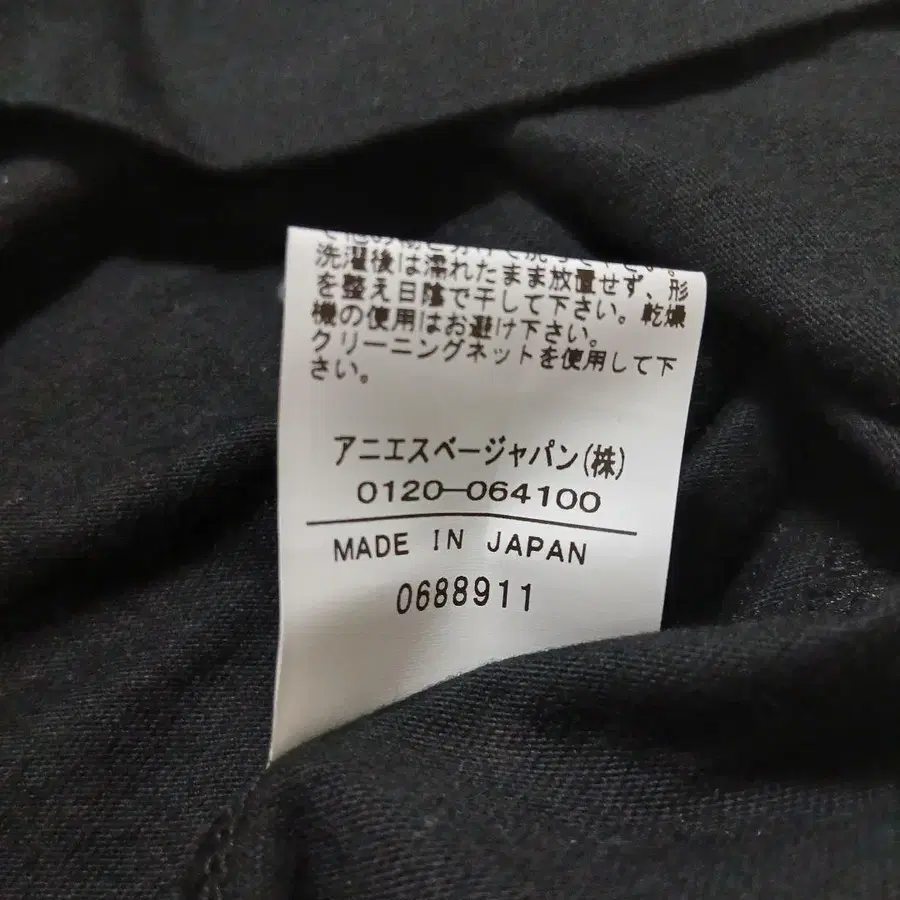 洗濯後は濡れたまま放置せず、形
を整え日陰で干して下さい。乾燥
機の使用はお避け下さい。
クリーニングネットを使用して下
さい。
アニエスベージャパン(株)
0120-064100
MADE IN JAPAN
0688911